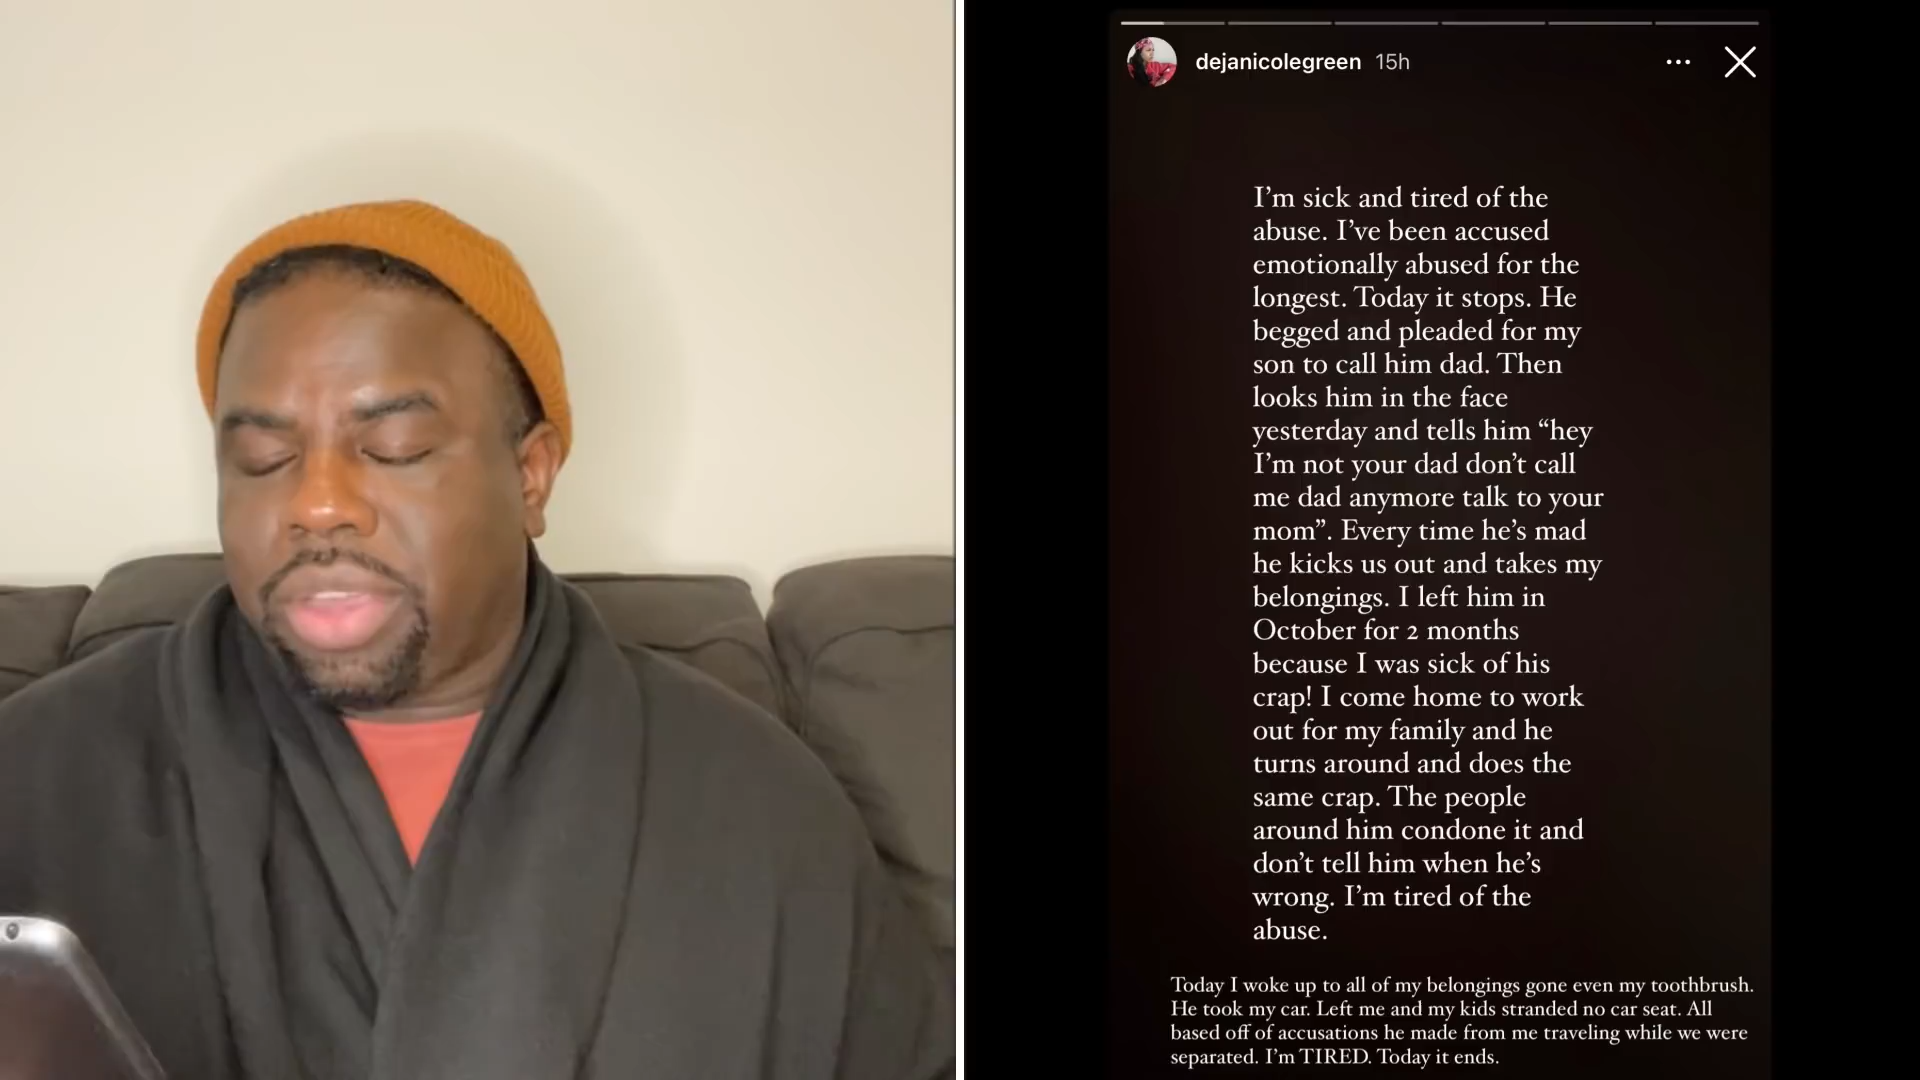 dejanicolegreen 15h
I'm sick and tired of the
abuse. I've been accused
emotionally abused for the
longest. Today it stops. He
begged and pleaded for my
son to call him dad. Then
looks him in the face
yesterday and tells him “hey
I'm not your dad don't call
me dad anymore talk to your
mom”. Every time he's mad
he kicks us out and takes my
belongings. I left him in
October for 2 months
because I was sick of his
crap! I come home to work
out for my family and he
turns around and does the
same crap. The people
around him condone it and
don't tell him when he's
wrong. I'm tired of the
abuse.
Today I woke up to all of my belongings gone even my toothbrush.
He took my car. Left me and my kids stranded no car seat. All
based off of accusations he made from me traveling while we were
separated. I'm TIRED. Today it ends.